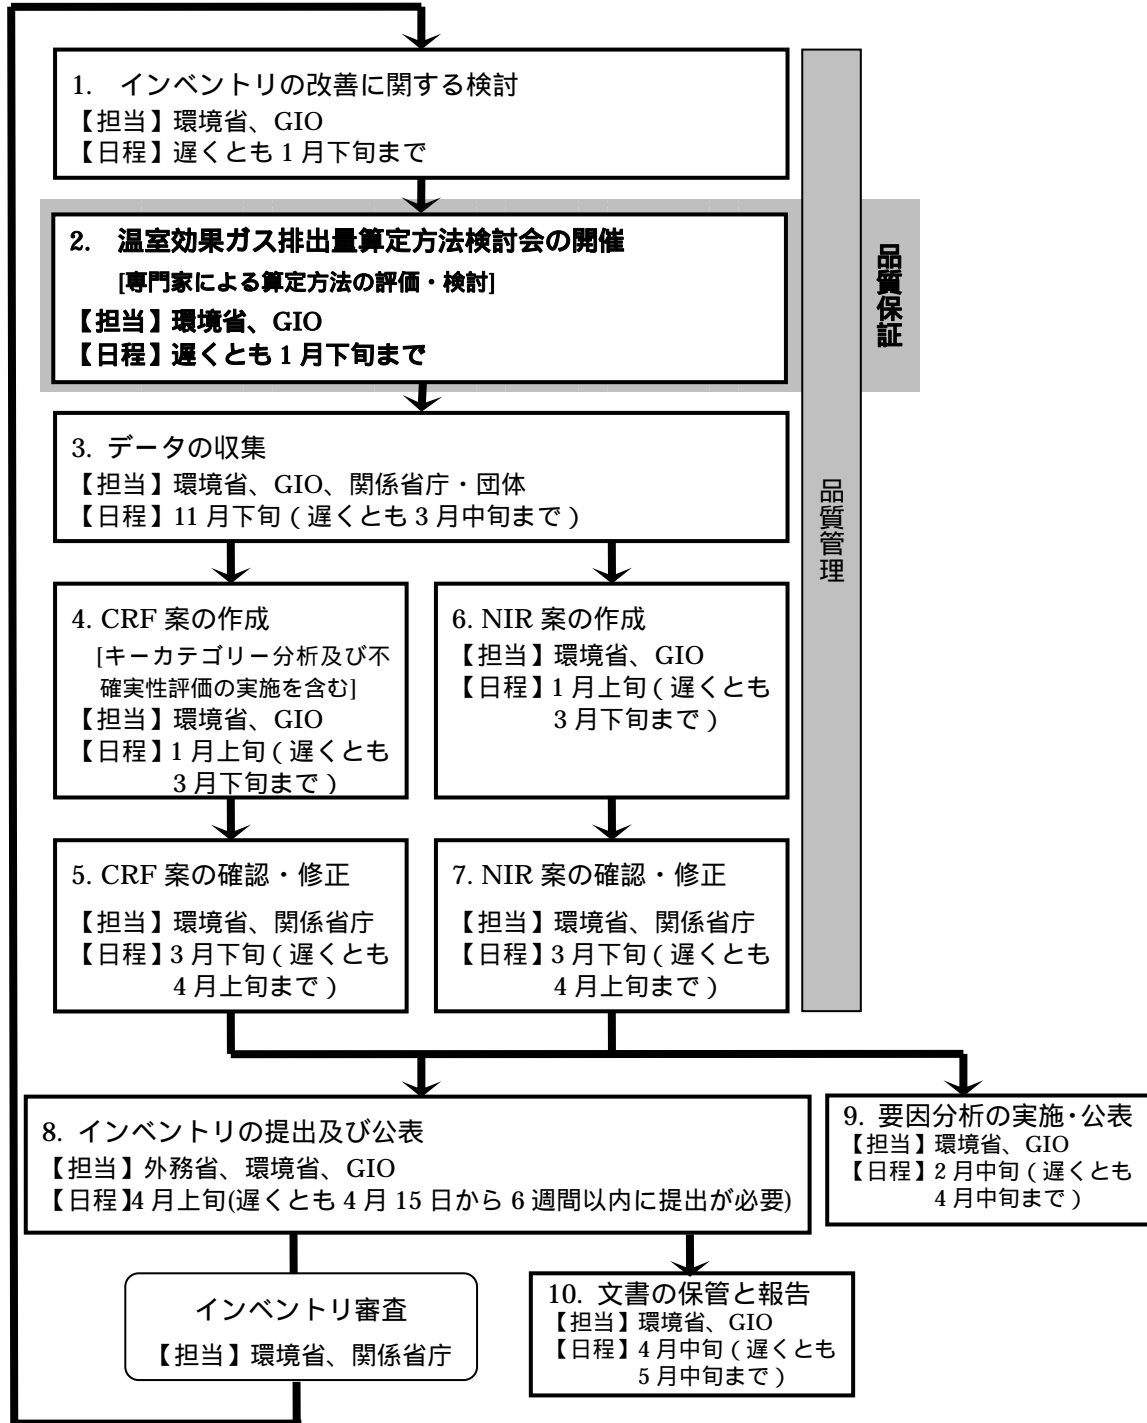 1. インベントリの改善に関する検討
【担当】環境省、GIO
【日程】遅くとも 1 月下旬まで
2. 温室効果ガス排出量算定方法検討会の開催
[専門家による算定方法の評価・検討]
【担当】環境省、GIO
【日程】遅くとも 1 月下旬まで
品質保証
3. データの収集
【担当】環境省、GIO、関係省庁・団体
【日程】11 月下旬（遅くとも 3 月中旬まで）
品質管理
4. CRF 案の作成
[キーカテゴリー分析及び不
確実性評価の実施を含む]
【担当】環境省、GIO
【日程】1 月上旬（遅くとも
3 月下旬まで）
6. NIR 案の作成
【担当】環境省、GIO
【日程】1 月上旬（遅くとも
3 月下旬まで）
5. CRF 案の確認・修正
【担当】環境省、関係省庁
【日程】3 月下旬（遅くとも
4 月上旬まで）
7. NIR 案の確認・修正
【担当】環境省、関係省庁
【日程】3 月下旬（遅くとも
4 月上旬まで）
8. インベントリの提出及び公表
【担当】外務省、環境省、GIO
【日程】4 月上旬(遅くとも 4 月 15 日から 6 週間以内に提出が必要)
9. 要因分析の実施・公表
【担当】環境省、GIO
【日程】2 月中旬（遅くとも
4 月中旬まで）
インベントリ審査
【担当】環境省、関係省庁
10. 文書の保管と報告
【担当】環境省、GIO
【日程】4 月中旬（遅くとも
5 月中旬まで）